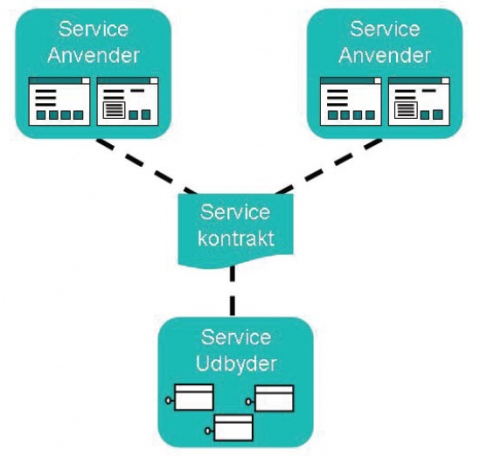 Service
Anvender
Service
Anvender
Service
kontrakt
Service
Udbyder